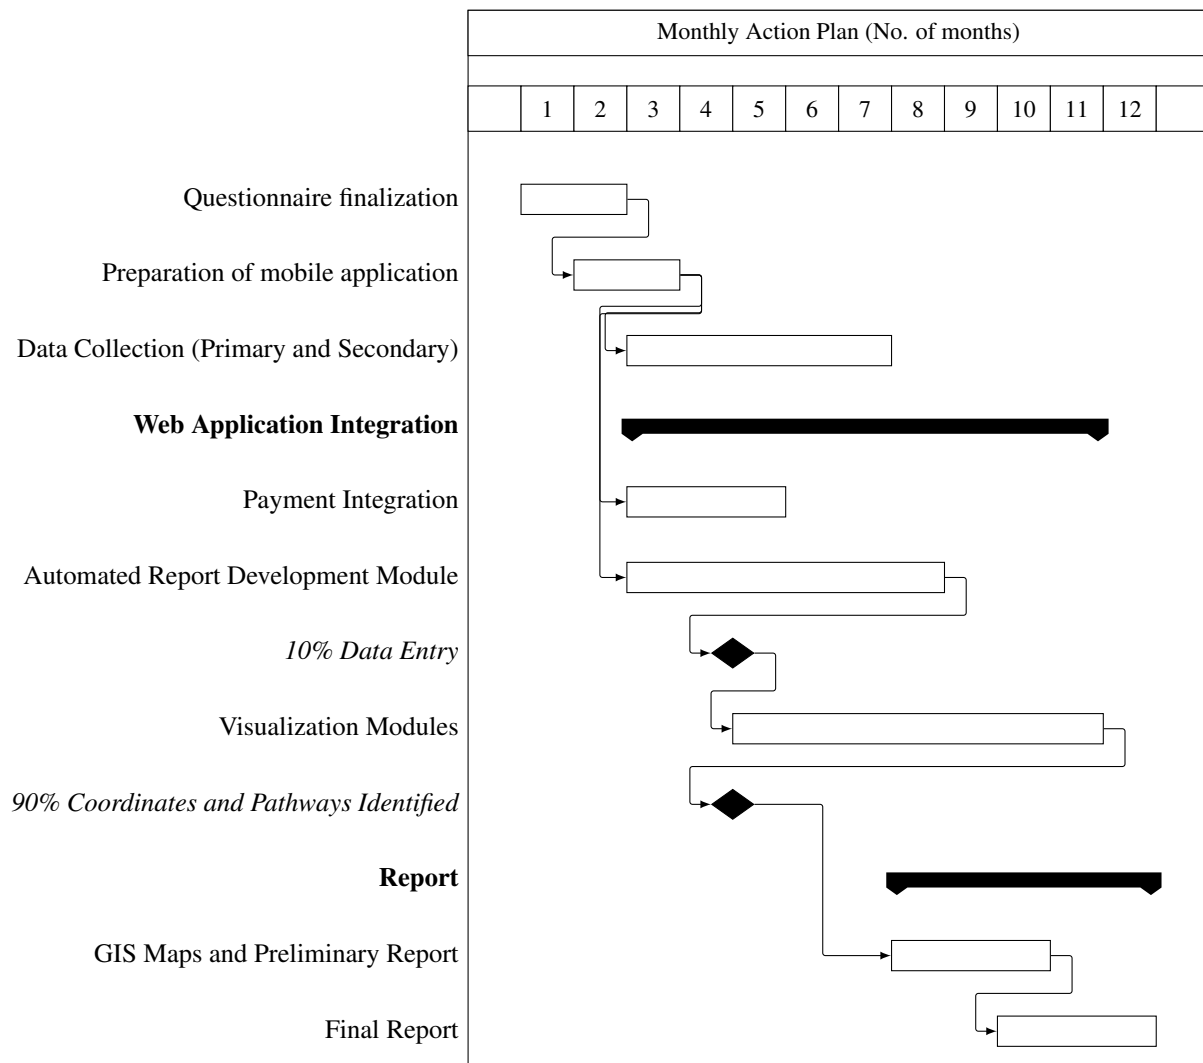 Monthly Action Plan (No. of months)
1 2 3 4 5 6 7 8 9 10 11 12
Questionnaire finalization
Preparation of mobile application
Data Collection (Primary and Secondary)
Web Application Integration
Payment Integration
Automated Report Development Module
10% Data Entry
Visualization Modules
90% Coordinates and Pathways Identified
Report
GIS Maps and Preliminary Report
Final Report